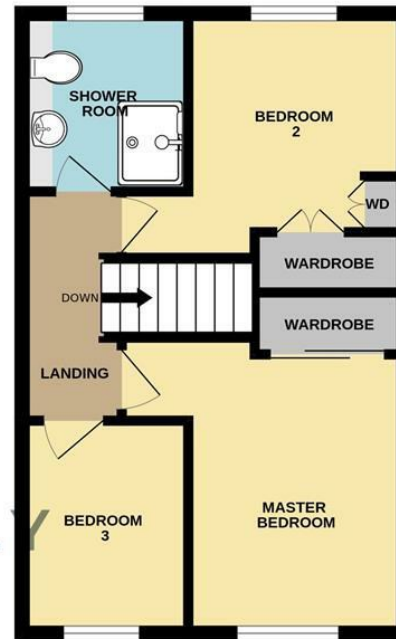 SHOWER
ROOM
BEDROOM
2
WD
WARDROBE
DOWN
WARDROBE
LANDING
MASTER
BEDROOM
BEDROOM
3
Y